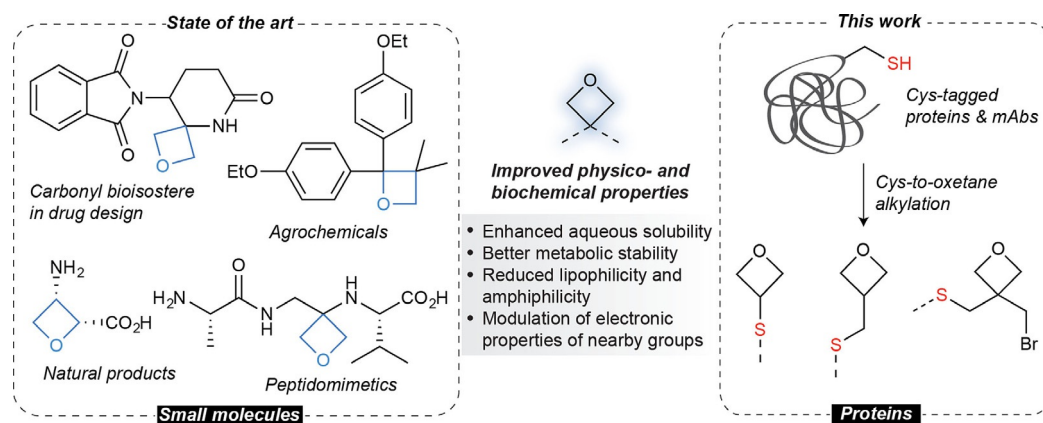 State of the art
O
N
O
O
NH
O
Carbonyl bioisostere
in drug design
OEt
EtO
O
Agrochemicals
NH₂
CO₂H
O
Natural products
H₂N
O
N
H
H
N
CO₂H
O
Peptidomimetics
Small molecules
O
Improved physico- and
biochemical properties
• Enhanced aqueous solubility
• Better metabolic stability
• Reduced lipophilicity and
amphiphilicity
• Modulation of electronic
properties of nearby groups
This work
SH
Cys-tagged
proteins & mAbs
Cys-to-oxetane
alkylation
O
S
O
S
O
S
Br
Proteins